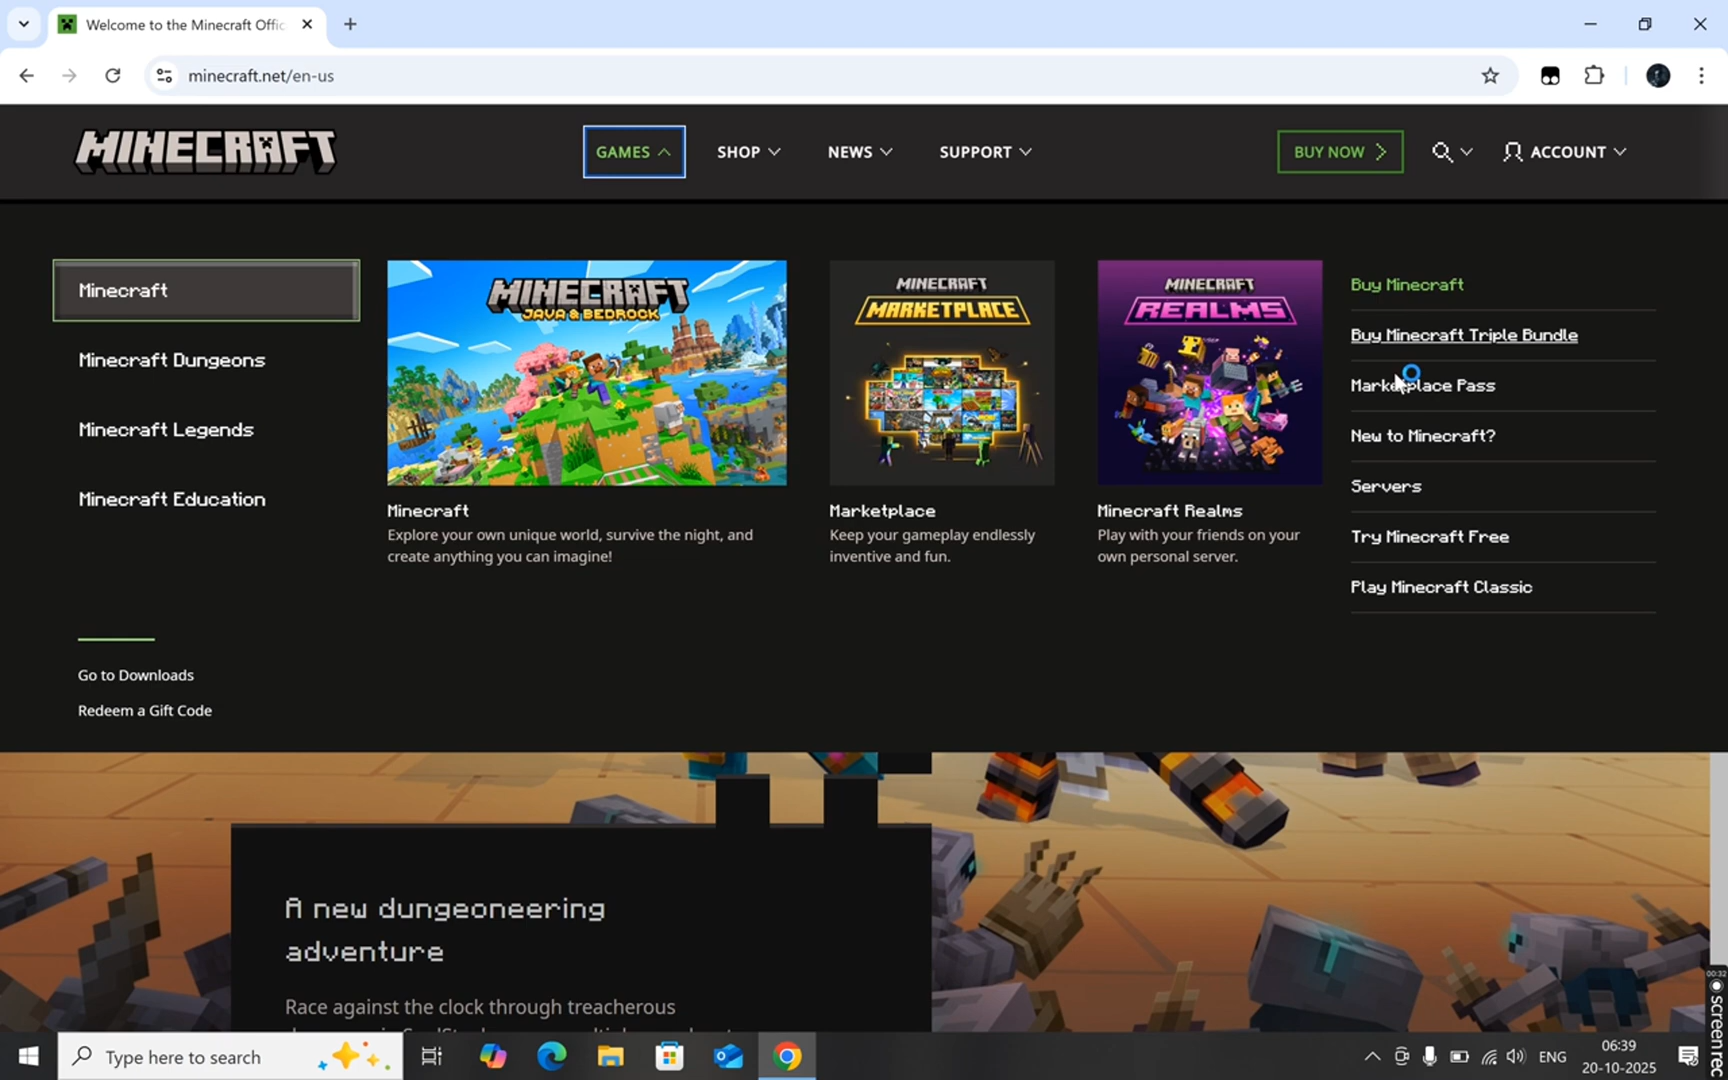 Welcome to the Minecraft Offic
minecraft.net/en-us
MINECRAFT
GAMES
SHOP
NEWS
SUPPORT
BUY NOW
ACCOUNT
Minecraft
Minecraft Dungeons
Minecraft Legends
Minecraft Education
Go to Downloads
Redeem a Gift Code
MINECRAFT
JAVA & BEDROCK
Minecraft
Explore your own unique world, survive the night, and
create anything you can imagine!
MINECRAFT
MARKETPLACE
Marketplace
Keep your gameplay endlessly
inventive and fun.
MINECRAFT
REALMS
Minecraft Realms
Play with your friends on your
own personal server.
Buy Minecraft
Buy Minecraft Triple Bundle
Marketplace Pass
New to Minecraft?
Servers
Try Minecraft Free
Play Minecraft Classic
A new dungeoneering
adventure
Race against the clock through treacherous
00:32
screen rec
Type here to search
ENG
06:39
20-10-2025